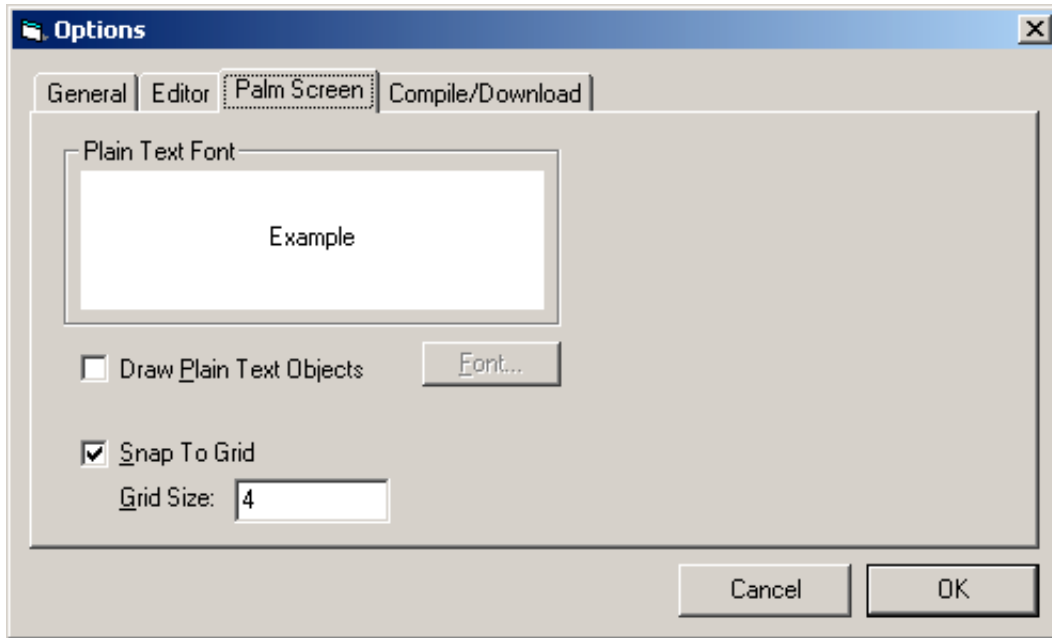 Options
General Editor Palm Screen Compile/Download
Plain Text Font
Example
Draw Plain Text Objects Font...
Snap To Grid
Grid Size: 4
Cancel OK